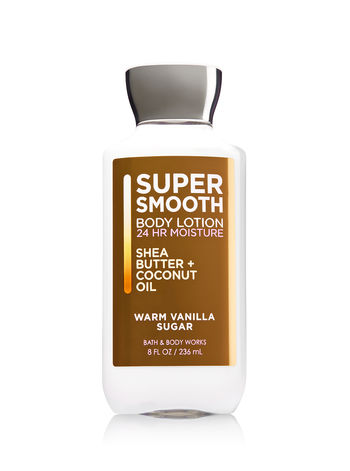 SUPER
SMOOTH
BODY LOTION
24 HR MOISTURE
SHEA
BUTTER +
COCONUT
OIL
WARM VANILLA
SUGAR
BATH & BODY WORKS
8 FL OZ / 236 mL